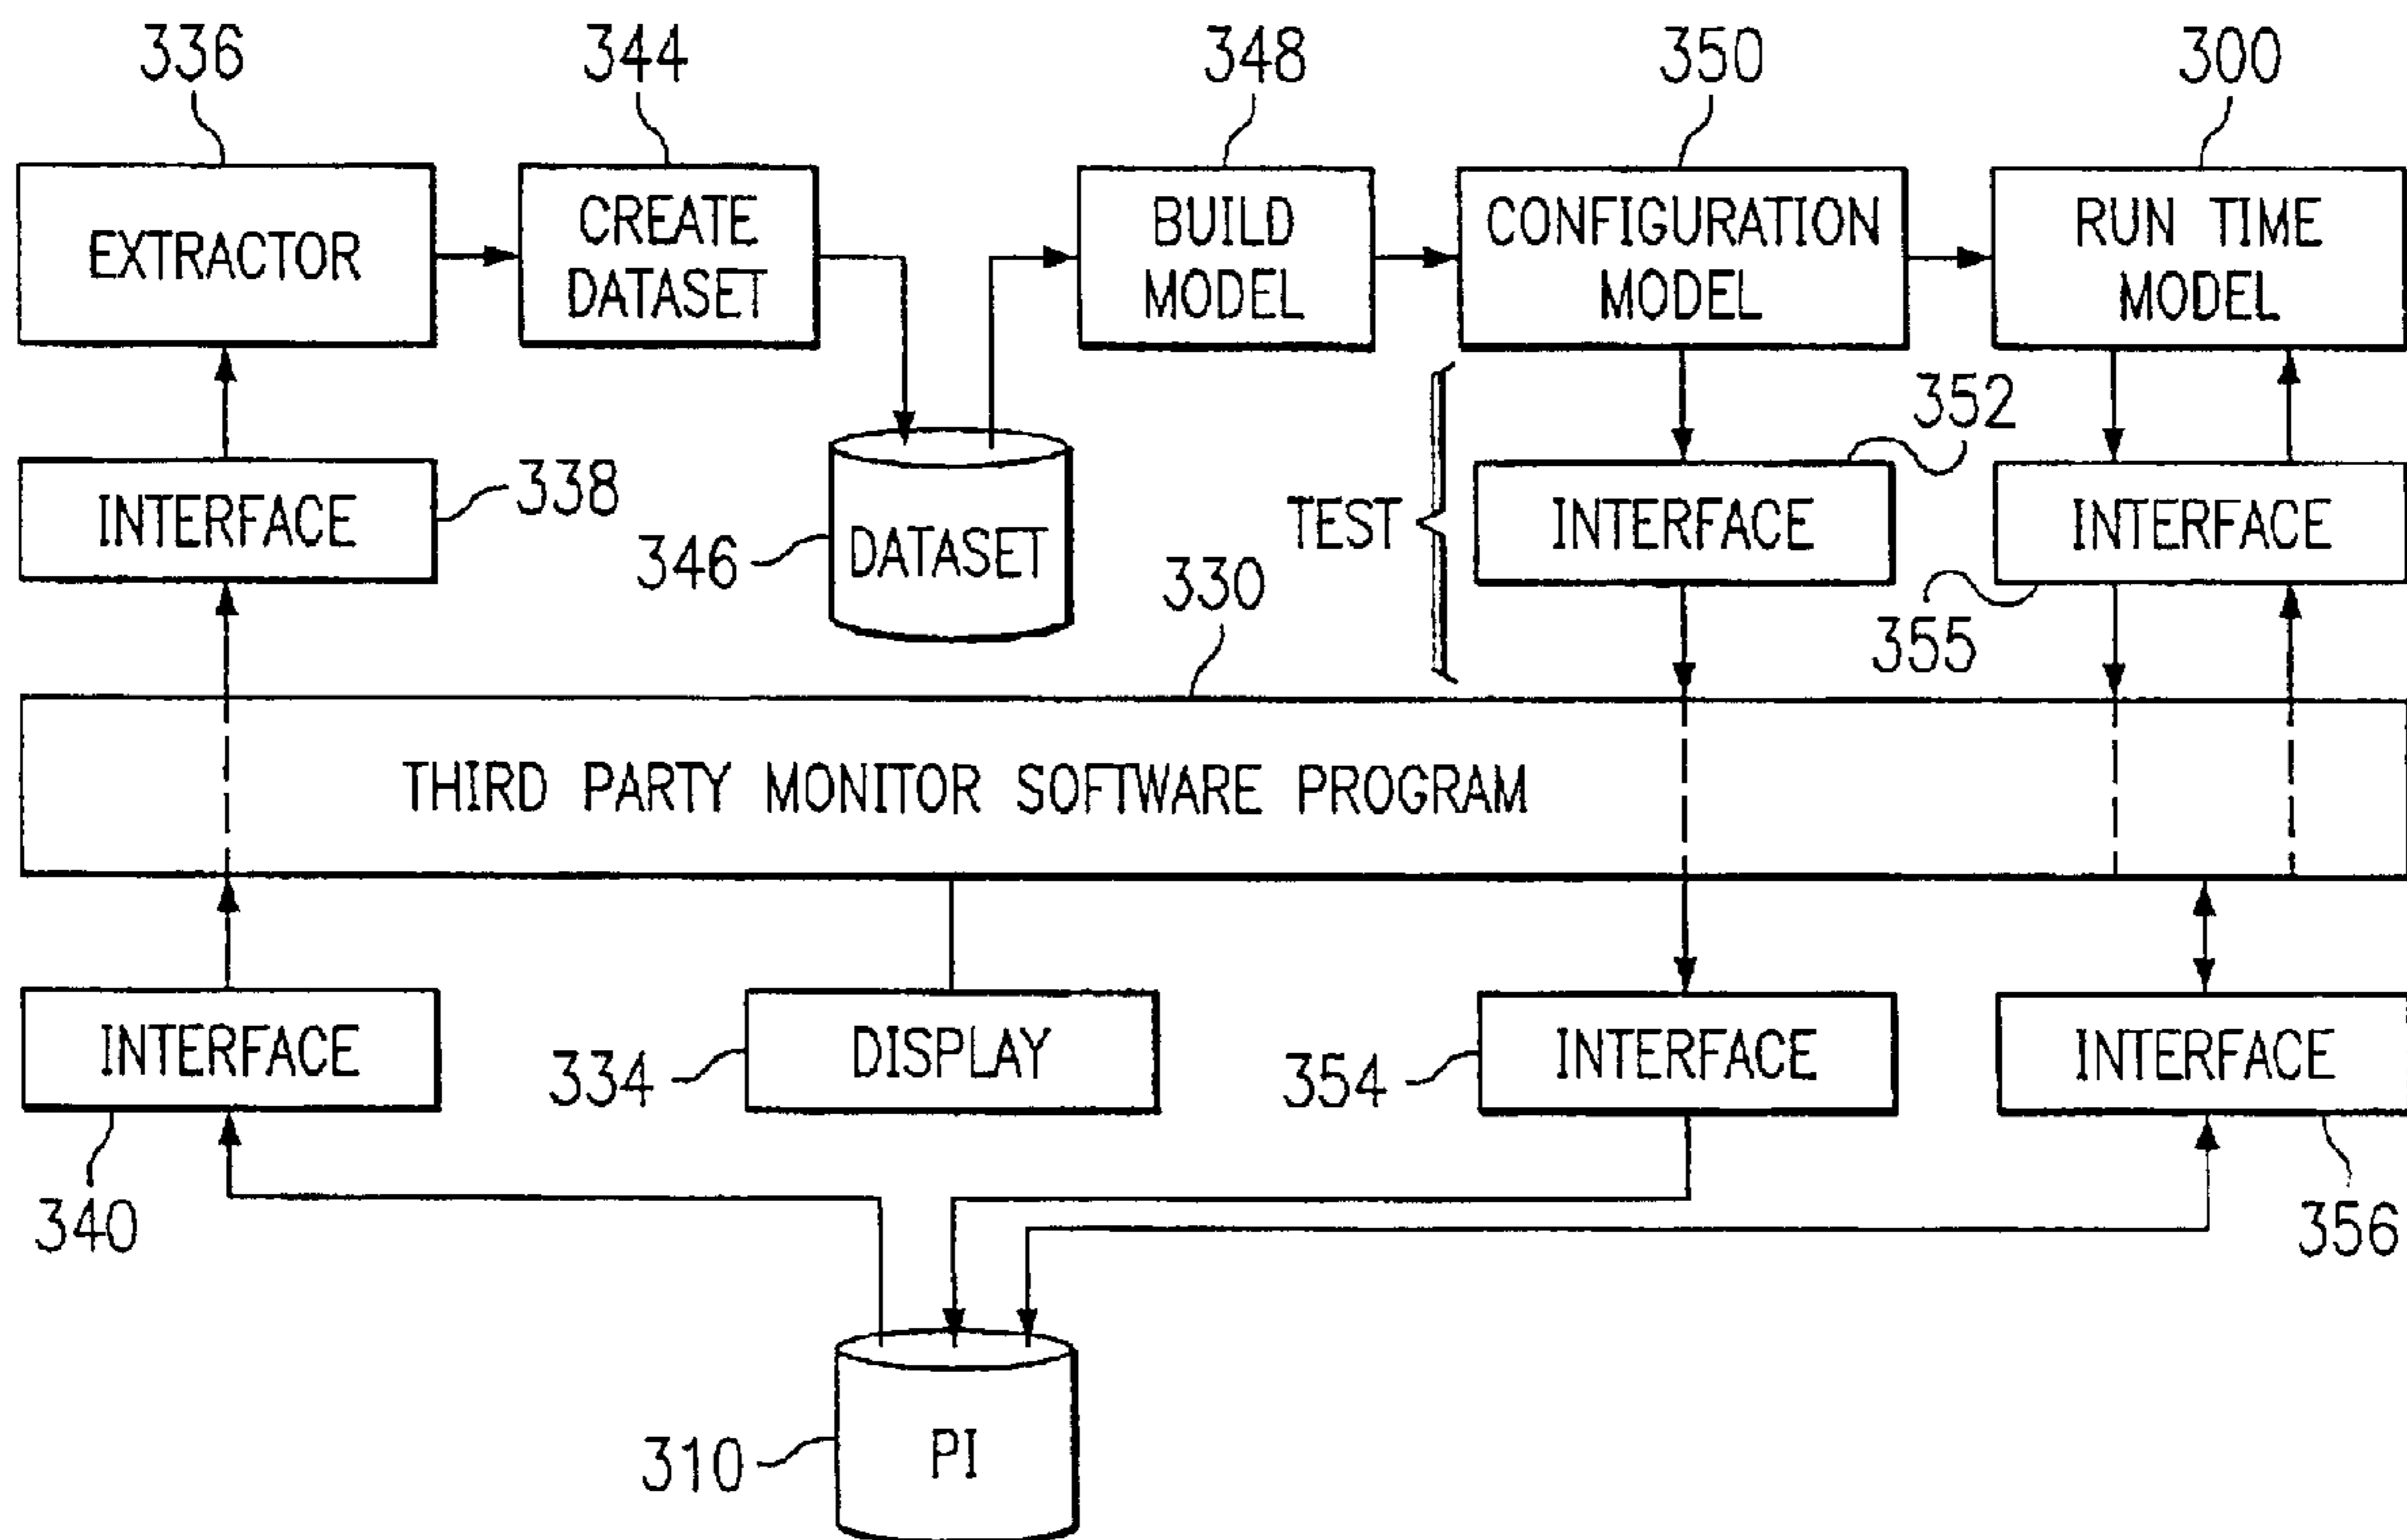 336
344
348
350
300
EXTRACTOR
CREATE
DATASET
BUILD
MODEL
CONFIGURATION
MODEL
RUN TIME
MODEL
352
INTERFACE
338
346
DATASET
TEST
INTERFACE
INTERFACE
330
355
THIRD PARTY MONITOR SOFTWARE PROGRAM
INTERFACE
334
DISPLAY
354
INTERFACE
INTERFACE
340
356
310
PI